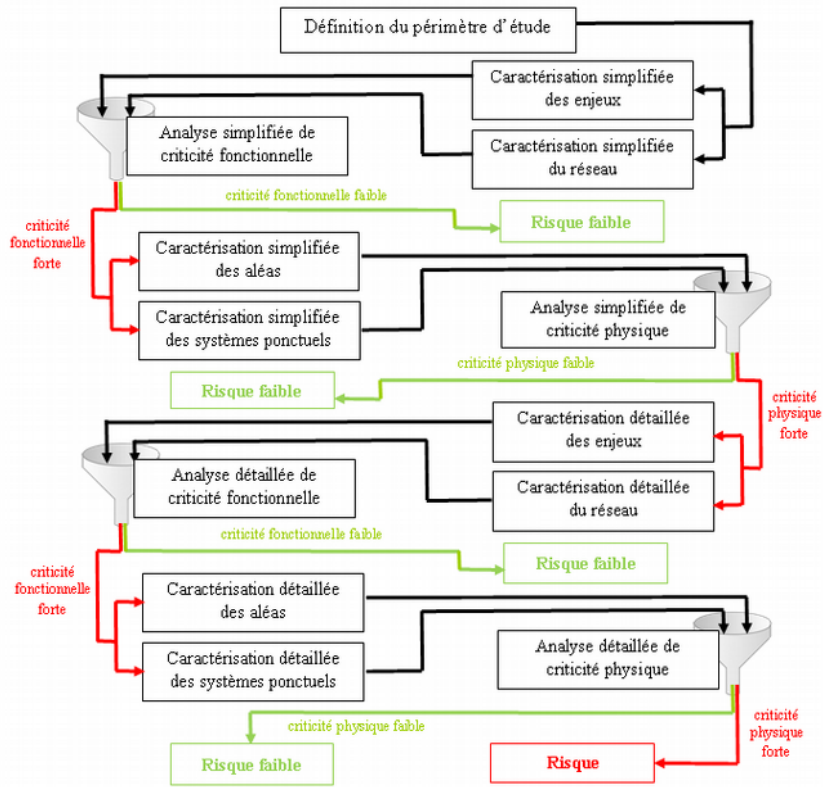 Définition du périmètre d'étude
Caractérisation simplifiée
des enjeux
Analyse simplifiée de
criticité fonctionnelle
Caractérisation simplifiée
du réseau
criticité fonctionnelle faible
Risque faible
criticité
fonctionnelle
forte
Caractérisation simplifiée
des aléas
Caractérisation simplifiée
des systèmes ponctuels
Analyse simplifiée de
criticité physique
criticité physique faible
Risque faible
criticité
physique
forte
Caractérisation détaillée
des enjeux
Analyse détaillée de
criticité fonctionnelle
Caractérisation détaillée
du réseau
criticité fonctionnelle faible
Risque faible
criticité
fonctionnelle
forte
Caractérisation détaillée
des aléas
Caractérisation détaillée
des systèmes ponctuels
Analyse détaillée de
criticité physique
criticité physique faible
criticité
physique
forte
Risque faible
Risque